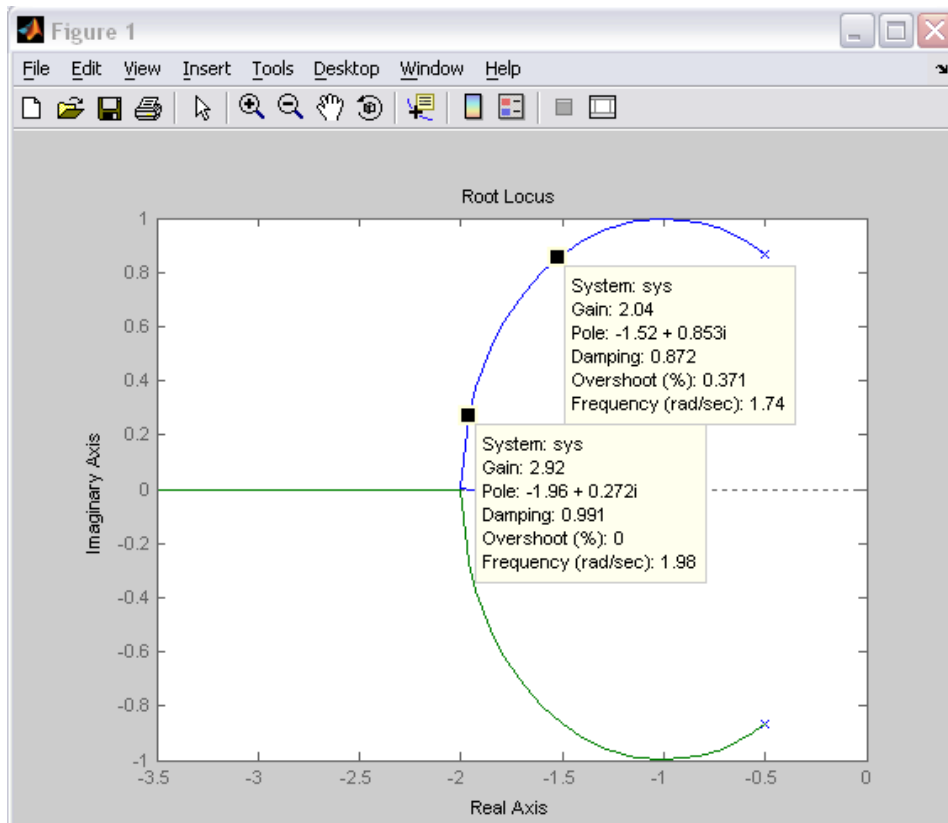 Figure 1
File Edit View Insert Tools Desktop Window Help
Root Locus
1
0.8
0.6
0.4
0.2
0
-0.2
-0.4
-0.6
-0.8
-1
Imaginary Axis
System: sys
Gain: 2.04
Pole: -1.52 + 0.853i
Damping: 0.872
Overshoot (%): 0.371
Frequency (rad/sec): 1.74
System: sys
Gain: 2.92
Pole: -1.96 + 0.272i
Damping: 0.991
Overshoot (%): 0
Frequency (rad/sec): 1.98
-3.5 -3 -2.5 -2 -1.5 -1 -0.5 0
Real Axis